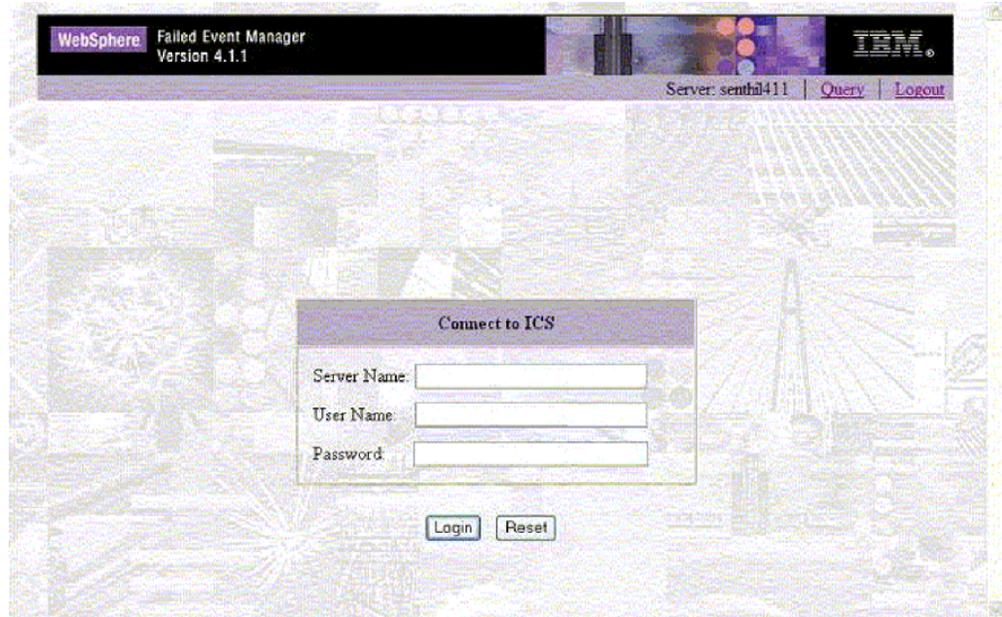 WebSphere Failed Event Manager
Version 4.1.1
IBM®
Server: senthil411 | Query | Logout
Connect to ICS
Server Name:
User Name:
Password:
Login Reset